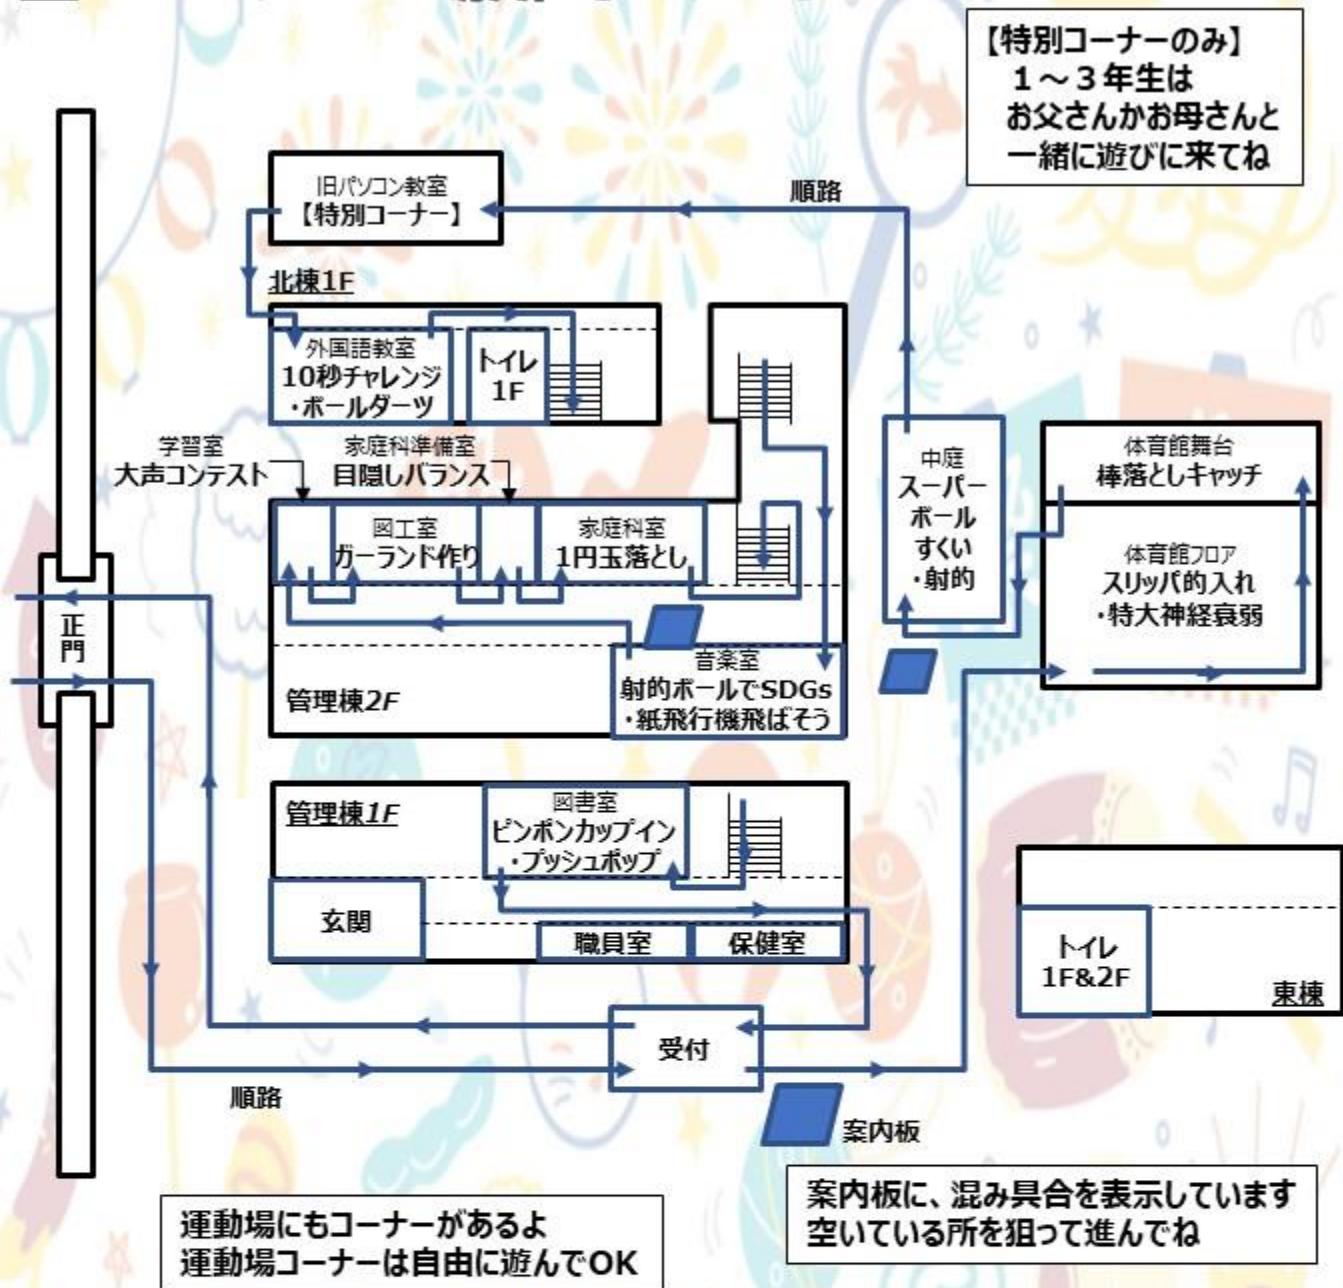 【特別コーナーのみ】
１～３年生は
お父さんかお母さんと
一緒に遊びに来てね
旧パソコン教室
【特別コーナー】
順路
北棟1F
外国語教室
10秒チャレンジ
・ボールダーツ
トイレ
1F
学習室
大声コンテスト
家庭科準備室
目隠しバランス
図工室
ガーランド作り
家庭科室
1円玉落とし
中庭
スーパー
ボール
すくい
・射的
体育館舞台
棒落としキャッチ
体育館フロア
スリッパ的入れ
・特大神経衰弱
正門
管理棟2F
音楽室
射的ボールでSDGs
・紙飛行機飛ばそう
管理棟1F
図書室
ピンポンカップイン
・プッシュポップ
玄関
職員室
保健室
トイレ
1F&2F
東棟
受付
順路
案内板
運動場にもコーナーがあるよ
運動場コーナーは自由に遊んでOK
案内板に、混み具合を表示しています
空いている所を狙って進んでね